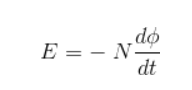 E = − N dϕ/dt